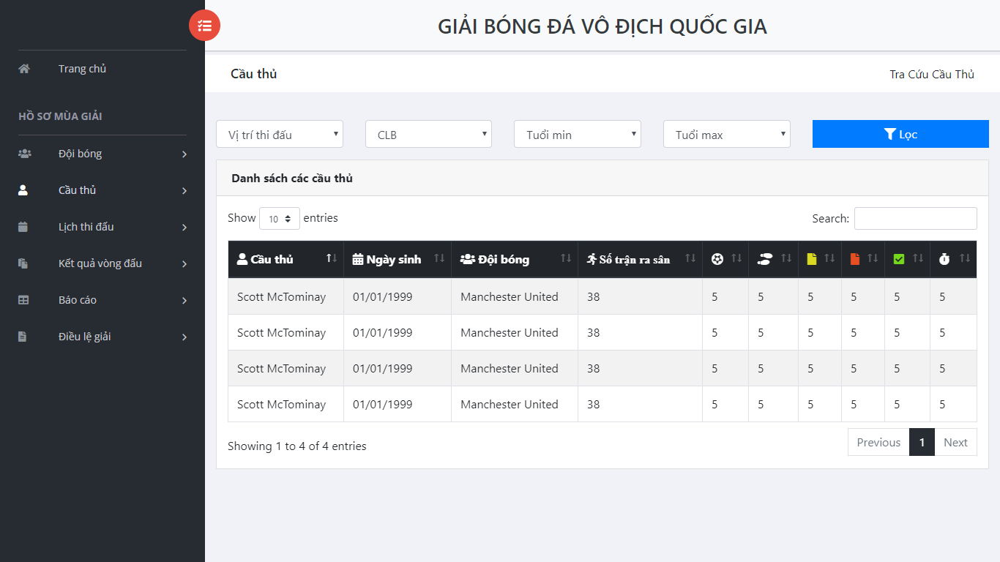 GIẢI BÓNG ĐÁ VÔ ĐỊCH QUỐC GIA
Trang chủ
HỒ SƠ MÙA GIẢI
Đội bóng
Cầu thủ
Lịch thi đấu
Kết quả vòng đấu
Báo cáo
Điều lệ giải
Cầu thủ Tra Cứu Cầu Thủ
Vị trí thi đấu CLB Tuổi min Tuổi max Lọc
Danh sách các cầu thủ
Show 10 entries Search:
Cầu thủ Ngày sinh Đội bóng Số trận ra sân
Scott McTominay 01/01/1999 Manchester United 38 5 5 5 5 5 5
Scott McTominay 01/01/1999 Manchester United 38 5 5 5 5 5 5
Scott McTominay 01/01/1999 Manchester United 38 5 5 5 5 5 5
Scott McTominay 01/01/1999 Manchester United 38 5 5 5 5 5 5
Showing 1 to 4 of 4 entries Previous 1 Next